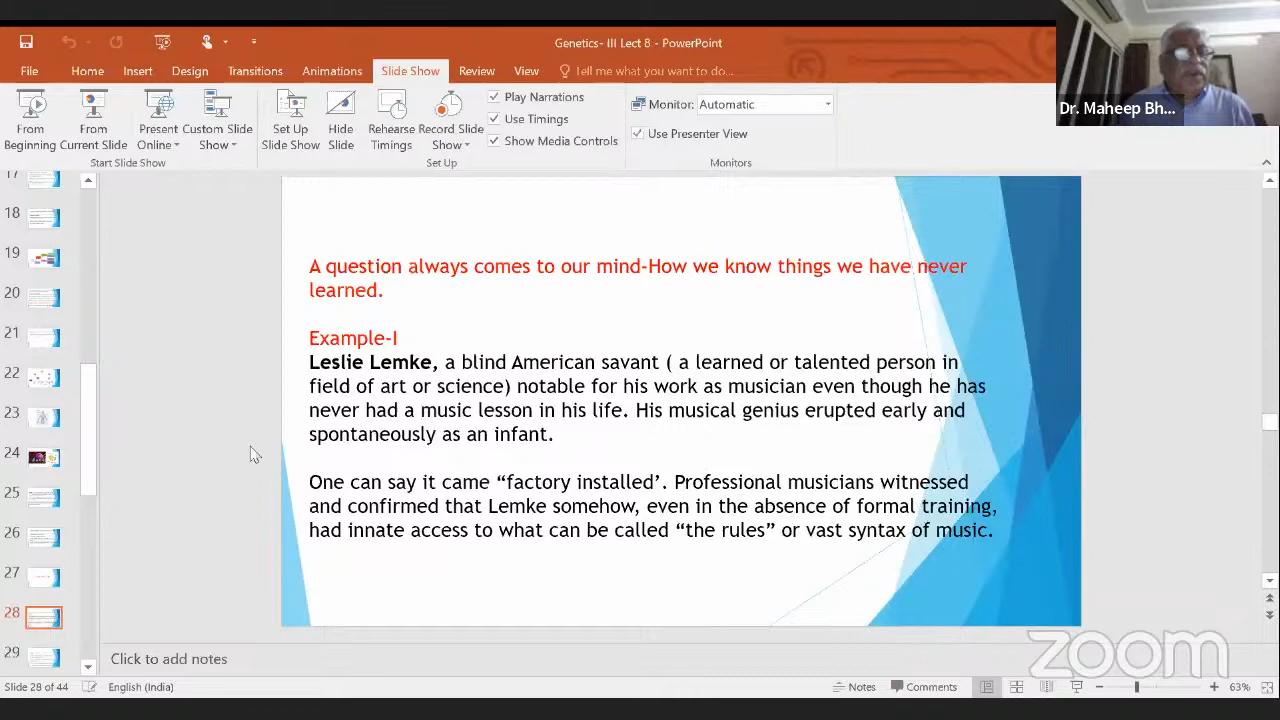 Genetics- III Lect 8 - PowerPoint
File Home Insert Design Transitions Animations Slide Show Review View Tell me what you want to do...
From Beginning
From Current Slide
Present Online
Custom Slide Show
Start Slide Show
Set Up Slide Show
Hide Slide
Rehearse Timings
Record Slide Show
Play Narrations
Use Timings
Show Media Controls
Set Up
Monitor: Automatic
Use Presenter View
Monitors
Dr. Maheep Bh...
17
18
19
20
21
22
23
24
25
26
27
28
29
A question always comes to our mind-How we know things we have never
learned.
Example-I
Leslie Lemke, a blind American savant ( a learned or talented person in
field of art or science) notable for his work as musician even though he has
never had a music lesson in his life. His musical genius erupted early and
spontaneously as an infant.
One can say it came “factory installed’. Professional musicians witnessed
and confirmed that Lemke somehow, even in the absence of formal training,
had innate access to what can be called “the rules” or vast syntax of music.
zoom
Click to add notes
Slide 28 of 44 English (India) Notes Comments 63%